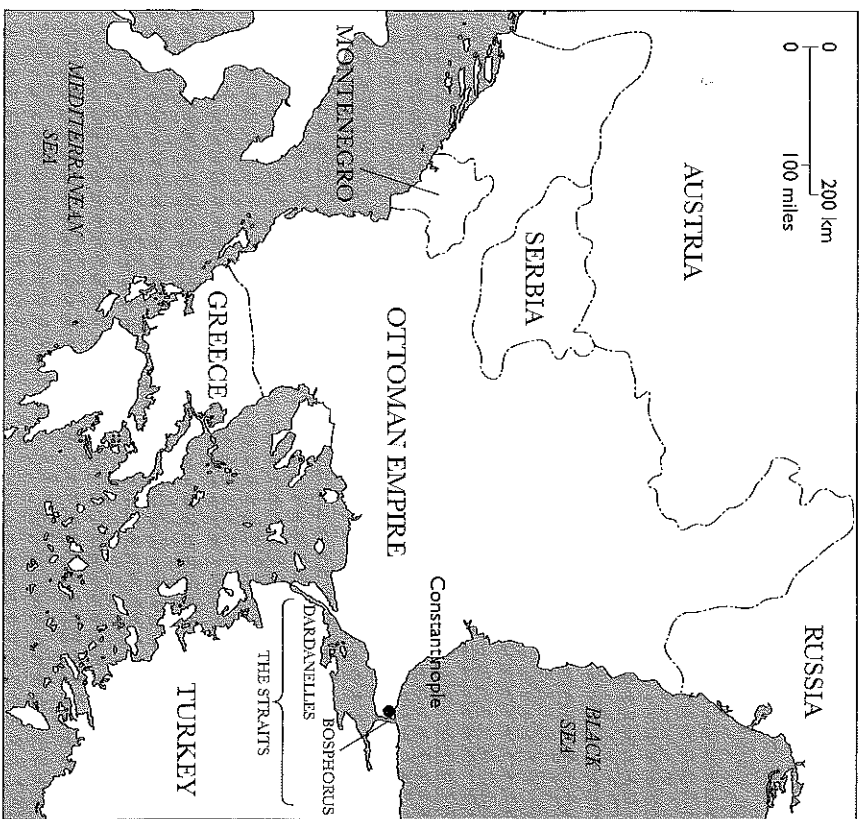 0 200 km
0 100 miles
AUSTRIA
RUSSIA
MONTENEGRO
SERBIA
BLACK
SEA
OTTOMAN EMPIRE
Constantinople
BOSPHORUS
DARDANELLES
THE STRAITS
GREECE
TURKEY
MEDITERRANEAN
SEA